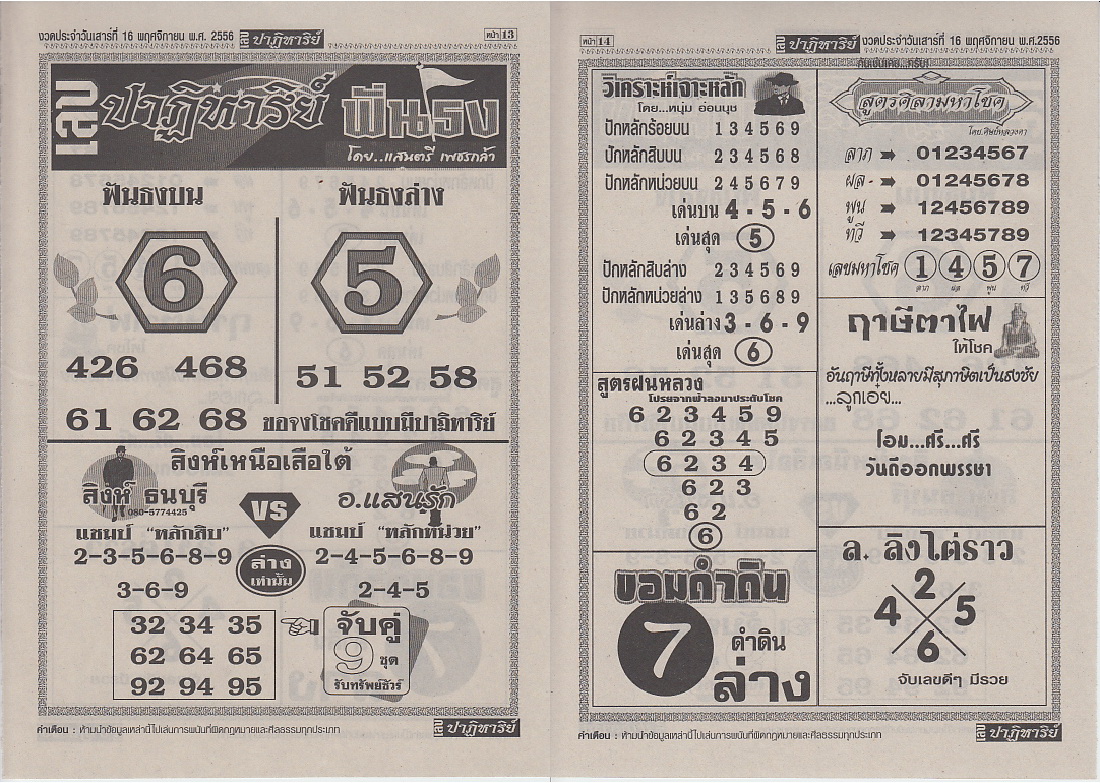 งวดประจำวันเสาร์ที่ 16 พฤศจิกายน พ.ศ. 2556 เลข ปาฏิหาริย์ หน้า 13
เลข ปาฏิหาริย์ ฟันธง
โดย..แสนตรี เพชรกล้า
ฟันธงบน ฟันธงล่าง
6 5
426 468
51 52 58
61 62 68 ขอจงโชคดีแบบมีปาฏิหาริย์
สิงห์เหนือเสือใต้
สิงห์ ธนบุรี VS อ.แสนรัก
080-5774425
แชมป์ "หลักสิบ" แชมป์ "หลักหน่วย"
2-3-5-6-8-9 ล่าง เท่านั้น 2-4-5-6-8-9
3-6-9 2-4-5
32 34 35 จับคู่
62 64 65 9 ชุด
92 94 95 รับทรัพย์ชัวร์
คำเตือน : ห้ามนำข้อมูลเหล่านี้ไปเล่นการพนันที่ผิดกฎหมายและศีลธรรมทุกประเภท เลข ปาฏิหาริย์
หน้า 14 เลข ปาฏิหาริย์ งวดประจำวันเสาร์ที่ 16 พฤศจิกายน พ.ศ.2556
วิเคราะห์เจาะหลัก
โดย...หนุ่ม อ่อนนุช
ปักหลักร้อยบน 1 3 4 5 6 9
ปักหลักสิบบน 2 3 4 5 6 8
ปักหลักหน่วยบน 2 4 5 6 7 9
เด่นบน 4 - 5 - 6
เด่นสุด 5
ปักหลักสิบล่าง 2 3 4 5 6 9
ปักหลักหน่วยล่าง 1 3 5 6 8 9
เด่นล่าง 3 - 6 - 9
เด่นสุด 6
สูตรฝนหลวง
โปรยจากฟ้าลงมาประดับโชค
6 2 3 4 5 9
6 2 3 4 5
6 2 3 4
6 2 3
6 2
6
ขอมดำดิน
7 ดำดิน
ล่าง
สูตรศิลามหาโชค
ลาภ 01234567
ผล 01245678
พูน 12456789
ทวี 12345789
เลขมหาโชค 1 4 5 7
ลาภ ผล พูน ทวี
ฤาษีตาไฟ
ให้โชค
อันฤาษีทั้งหลายมีสุภาษิตเป็นธงชัย
...ลูกเอย...
โอม...ศรี...ศรี
วันดีออกพรรษา
ล. ลิงไต่ราว
2
4 5
6
จับเลขดีๆ มีรวย
คำเตือน : ห้ามนำข้อมูลเหล่านี้ไปเล่นการพนันที่ผิดกฎหมายและศีลธรรมทุกประเภท เลข ปาฏิหาริย์